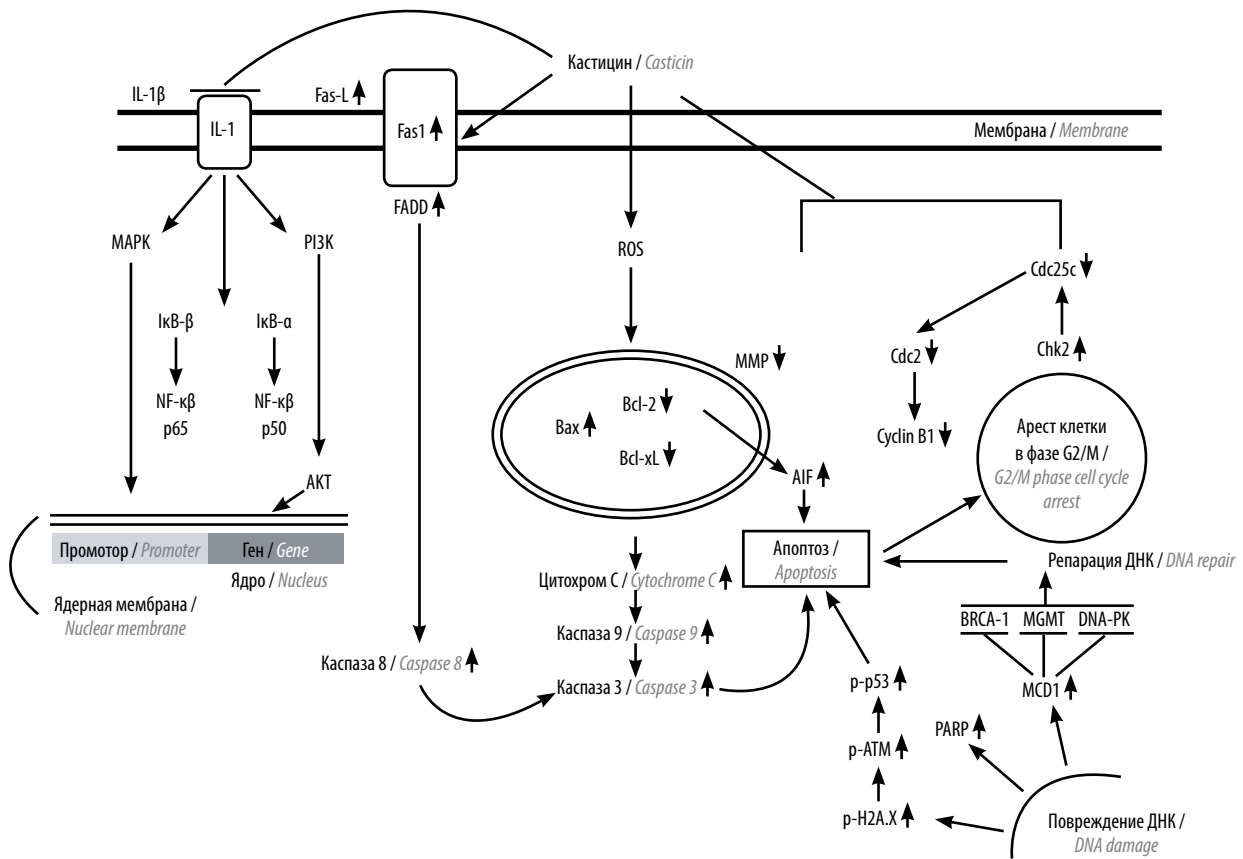 Кастицин / Casticin
IL-1β
Fas-L
IL-1
Fas1
Мембрана / Membrane
FADD
MAPK
PI3K
ROS
Cdc25c
IκB-β
IκB-α
Cdc2
Chk2
MMP
NF-κβ
p65
NF-κβ
p50
Bcl-2
Bax
Bcl-xL
Cyclin B1
Арест клетки
в фазе G2/M /
G2/M phase cell cycle
arrest
AIF
AKT
Промотор / Promoter
Ген / Gene
Ядро / Nucleus
Ядерная мембрана /
Nuclear membrane
Апоптоз /
Apoptosis
Репарация ДНК / DNA repair
Цитохром С / Cytochrome C
BRCA-1
MGMT
DNA-PK
Каспаза 9 / Caspase 9
Каспаза 8 / Caspase 8
Каспаза 3 / Caspase 3
p-p53
MCD1
PARP
p-ATM
p-H2A.X
Повреждение ДНК /
DNA damage